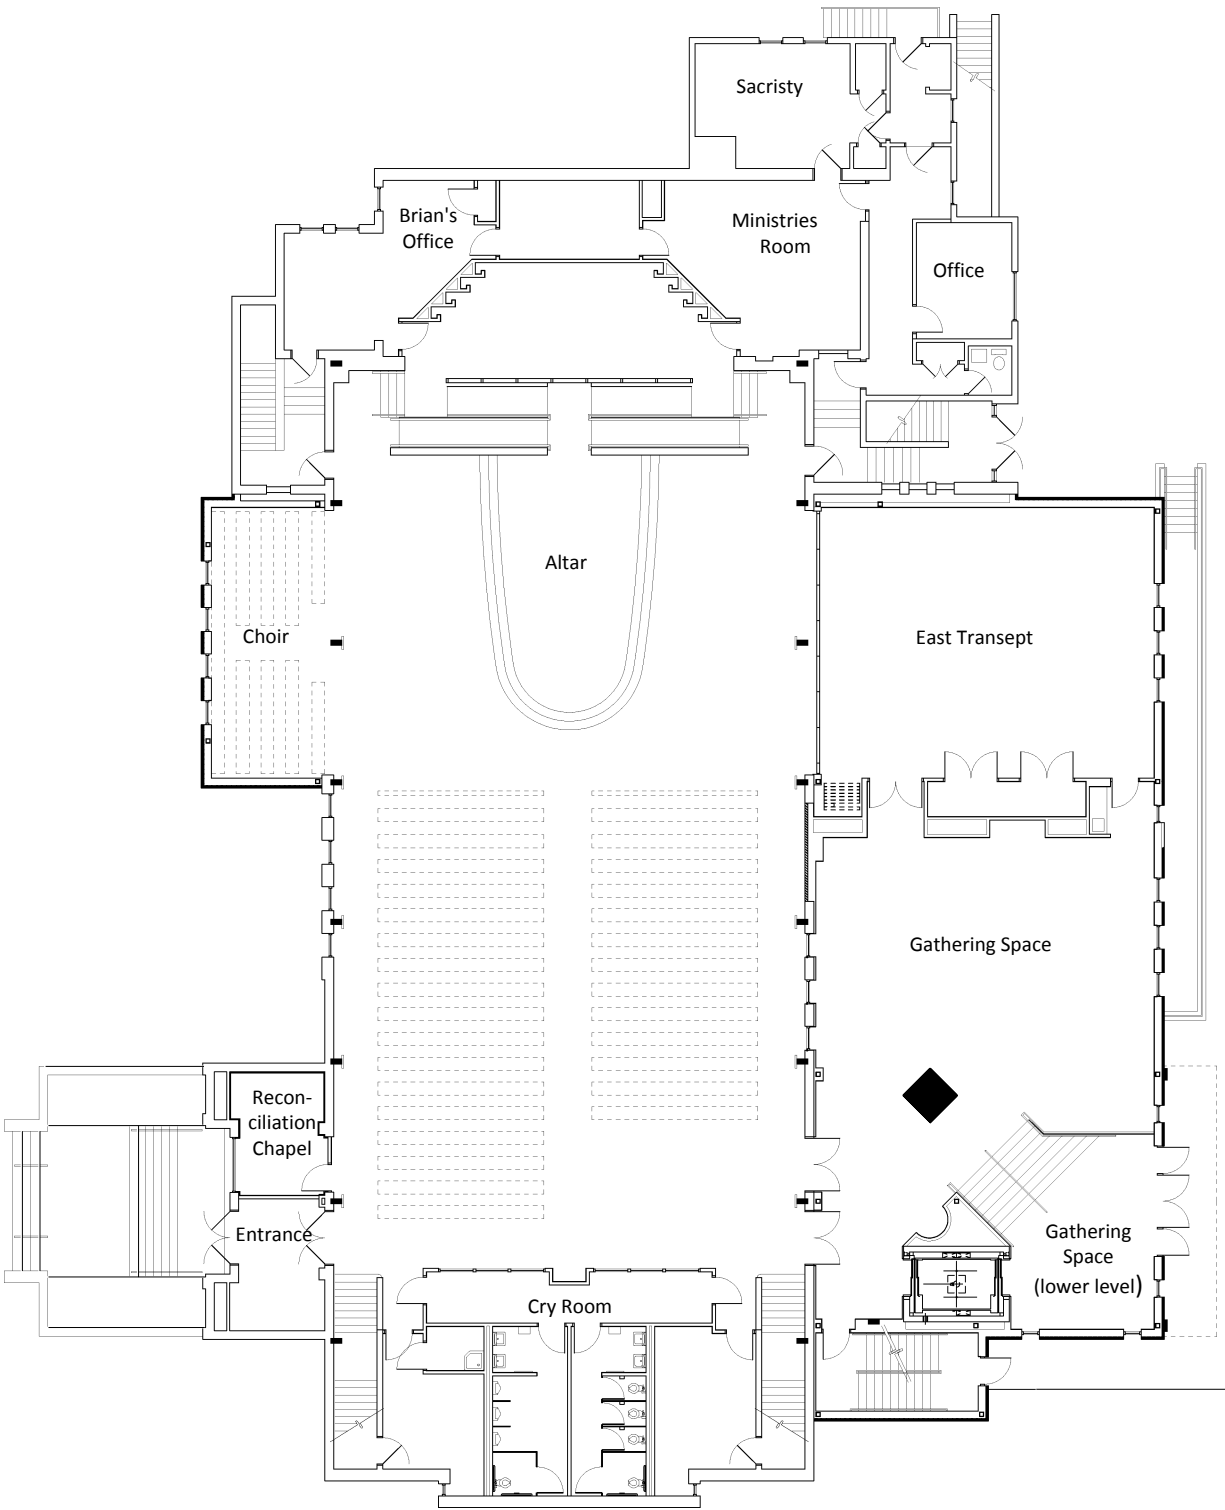 Sacristy
Brian's
Office
Ministries
Room
Office
Altar
Choir
East Transept
Gathering Space
Recon-
ciliation
Chapel
Entrance
Gathering
Space
(lower level)
Cry Room